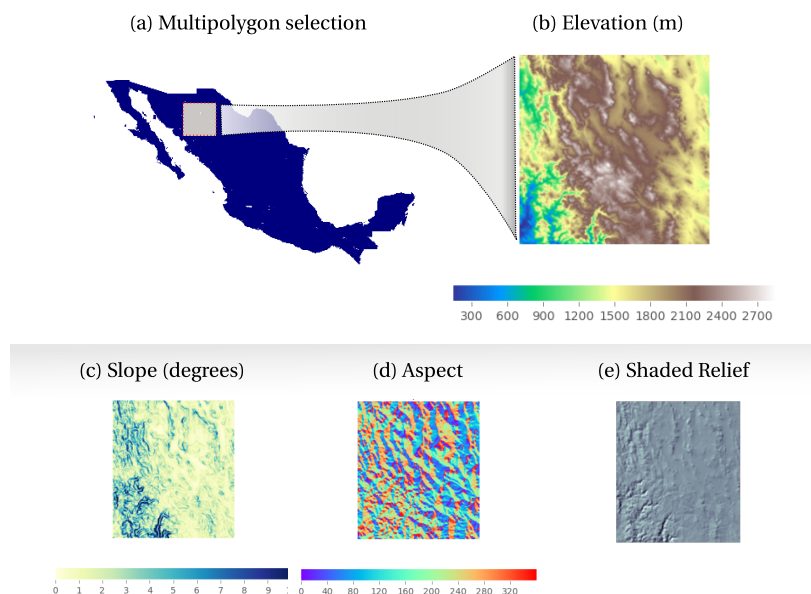 (a) Multipolygon selection
(b) Elevation (m)
300 600 900 1200 1500 1800 2100 2400 2700
(c) Slope (degrees)
(d) Aspect
(e) Shaded Relief
0 1 2 3 4 5 6 7 8 9
0 40 80 120 160 200 240 280 320